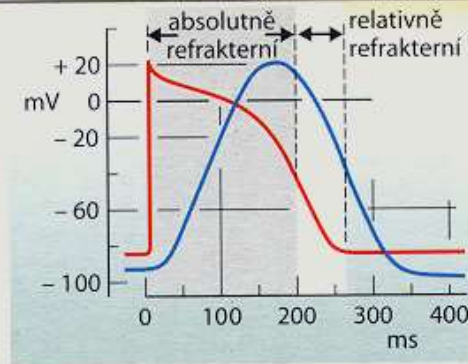 absolutně
refrakterní
relativně
refrakterní
mV
+ 20
0
– 20
– 60
– 100
0
100
200
300
400
ms